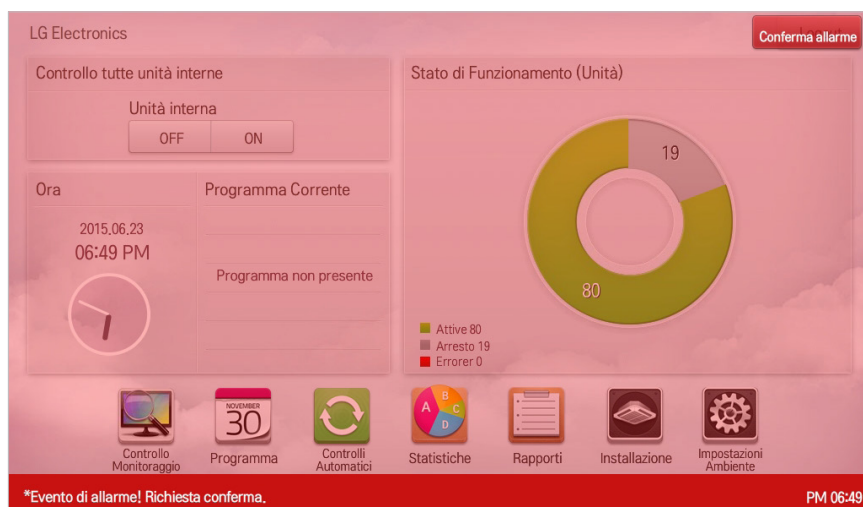 LG Electronics
Conferma allarme
Controllo tutte unità interne
Unità interna
OFF ON
Stato di Funzionamento (Unità)
19
80
Attive 80
Arresto 19
Errorer 0
Ora
2015.06.23
06:49 PM
Programma Corrente
Programma non presente
NOVEMBER
30
A
B
C
D
Controllo
Monitoraggio
Programma
Controlli
Automatici
Statistiche
Rapporti
Installazione
Impostazioni
Ambiente
*Evento di allarme! Richiesta conferma.
PM 06:49